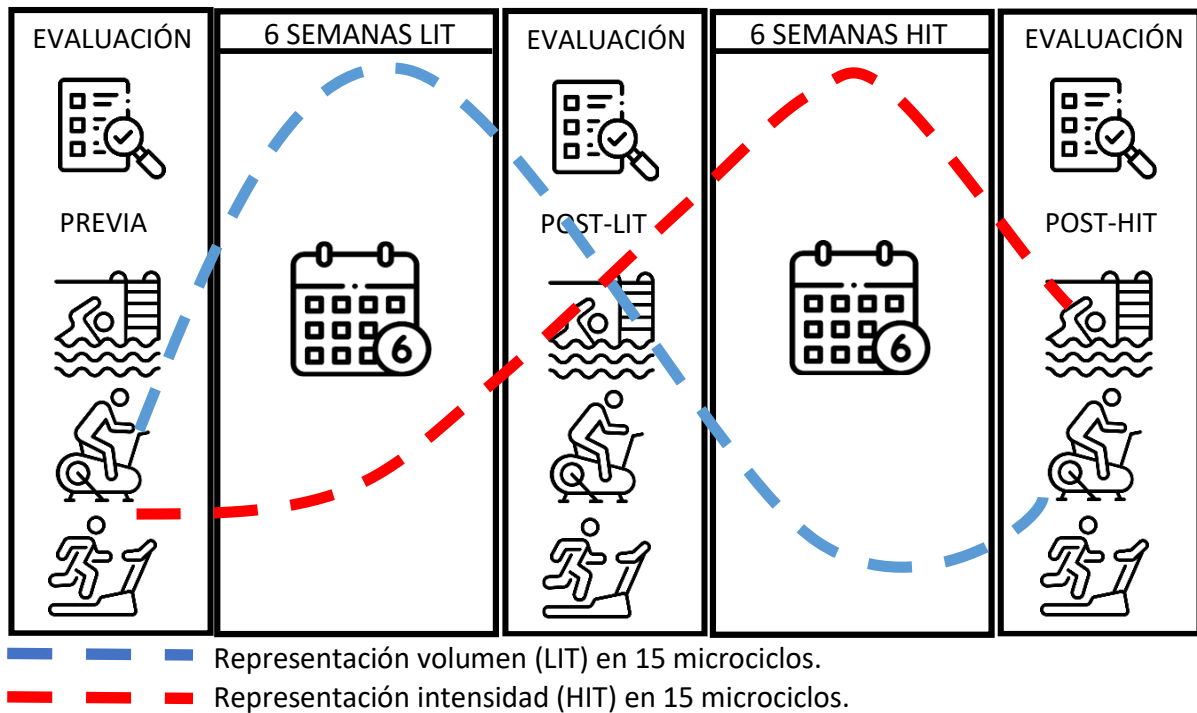 EVALUACIÓN
PREVIA
6 SEMANAS LIT
6
EVALUACIÓN
POST-LIT
6 SEMANAS HIT
6
EVALUACIÓN
POST-HIT
Representación volumen (LIT) en 15 microciclos.
Representación intensidad (HIT) en 15 microciclos.